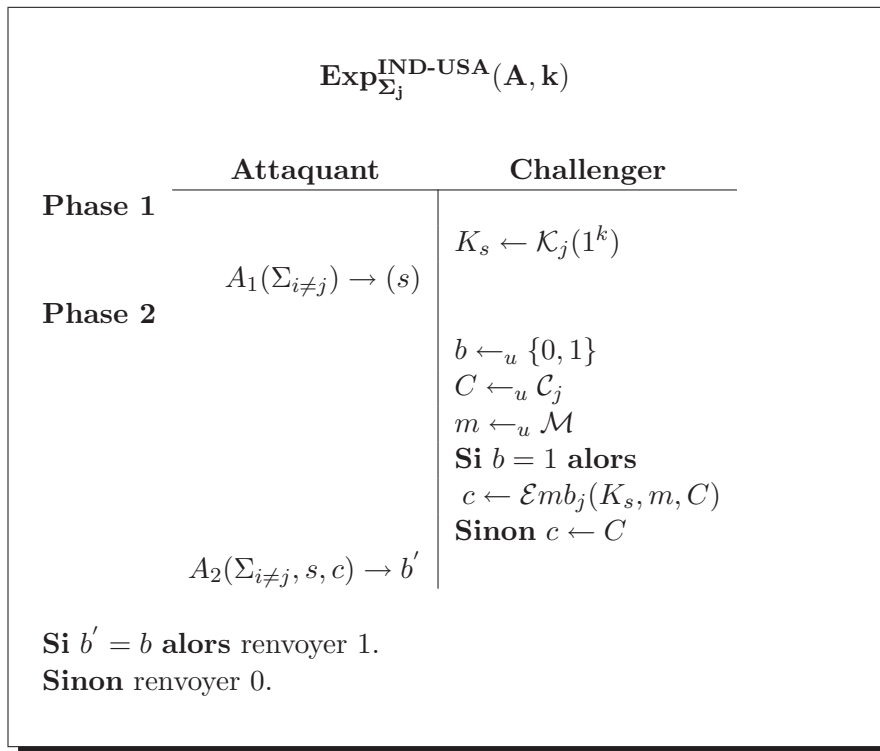 Exp^{IND-USA}_{Σ_j}(A, k)
Attaquant Challenger
Phase 1
K_s ← 𝒦_j(1^k)
A_1(Σ_{i≠j}) → (s)
Phase 2
b ←_u {0, 1}
C ←_u 𝒞_j
m ←_u ℳ
Si b = 1 alors
c ← ℰmb_j(K_s, m, C)
Sinon c ← C
A_2(Σ_{i≠j}, s, c) → b'
Si b' = b alors renvoyer 1.
Sinon renvoyer 0.